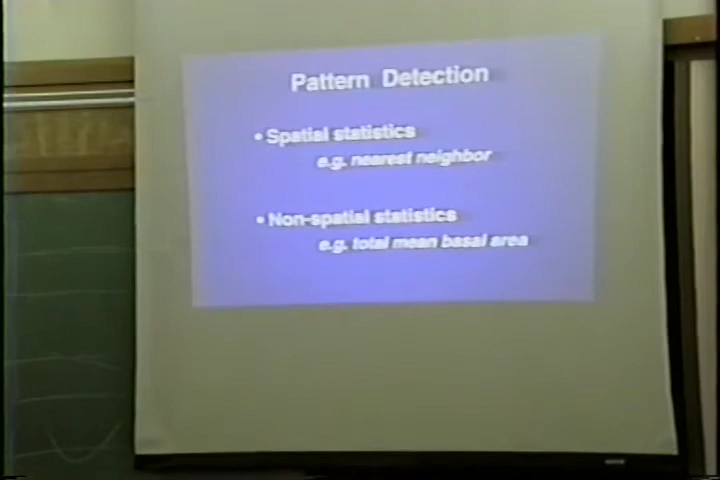 Pattern Detection
• Spatial statistics
e.g. nearest neighbor
• Non-spatial statistics
e.g. total mean basal area